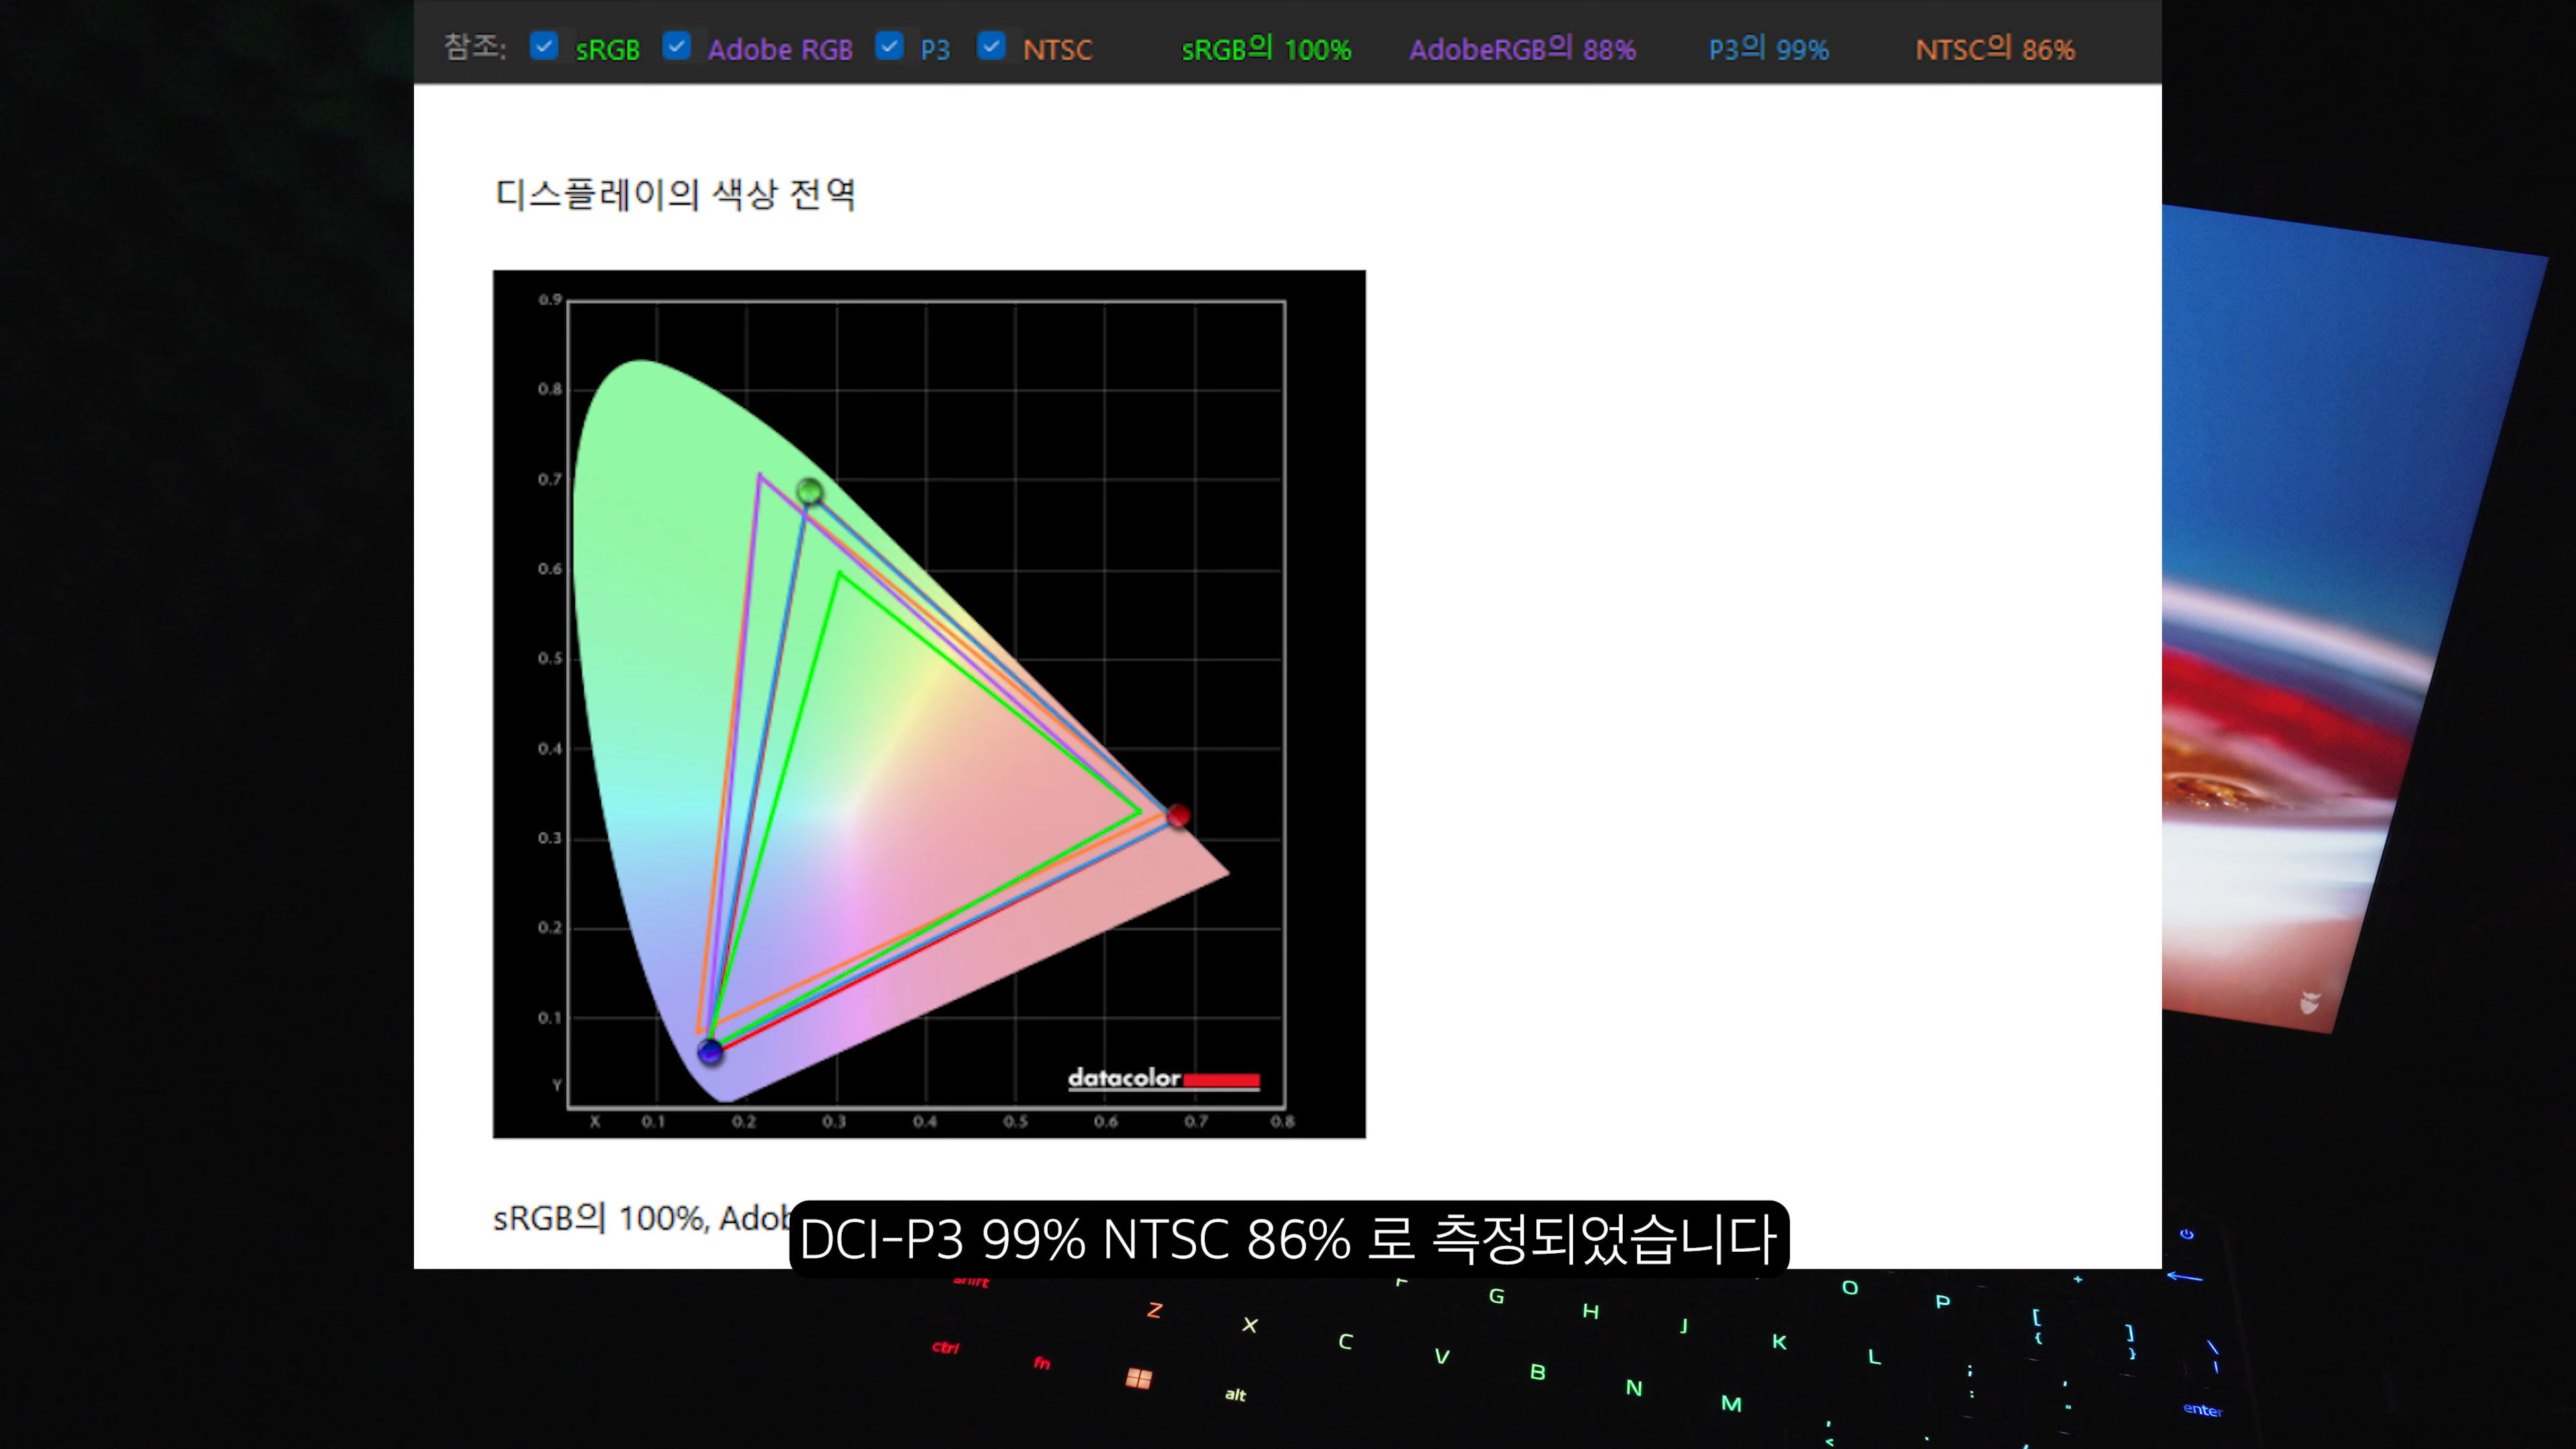 참조: sRGB Adobe RGB P3 NTSC sRGB의 100% AdobeRGB의 88% P3의 99% NTSC의 86%
디스플레이의 색상 전역
0.9
0.8
0.7
0.6
0.5
0.4
0.3
0.2
0.1
Y
datacolor
X 0.1 0.2 0.3 0.4 0.5 0.6 0.7 0.8
sRGB의 100%, Adob
DCI-P3 99% NTSC 86% 로 측정되었습니다
shift Z X C V B N M
F G H J K L ; :
O P [ { ] } \ |
ctrl fn alt
enter